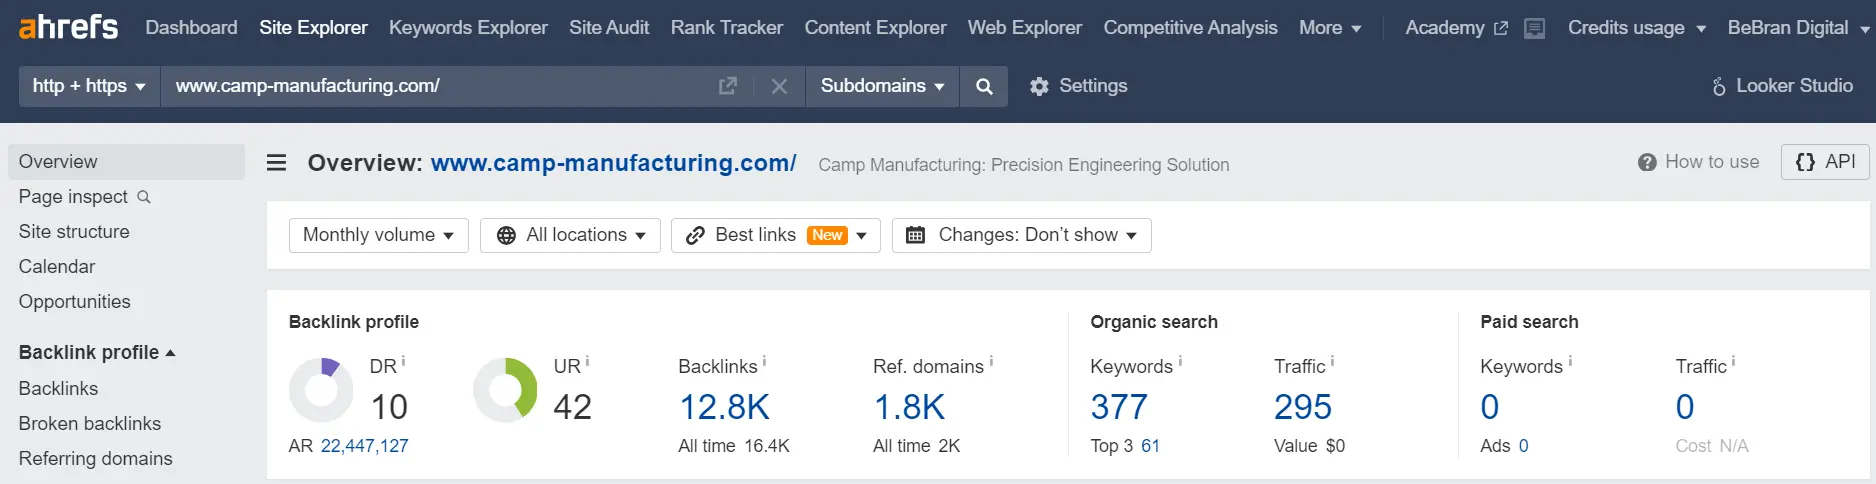 ahrefs Dashboard Site Explorer Keywords Explorer Site Audit Rank Tracker Content Explorer Web Explorer Competitive Analysis More Academy Credits usage BeBran Digital
http + https www.camp-manufacturing.com/ Subdomains Settings Looker Studio
Overview
Page inspect
Site structure
Calendar
Opportunities
Backlink profile
Backlinks
Broken backlinks
Referring domains
Overview: www.camp-manufacturing.com/ Camp Manufacturing: Precision Engineering Solution How to use {} API
Monthly volume All locations Best links New Changes: Don't show
Backlink profile
DR i UR i Backlinks i Ref. domains i
10 42 12.8K 1.8K
AR 22,447,127 All time 16.4K All time 2K
Organic search
Keywords i Traffic i
377 295
Top 3 61 Value $0
Paid search
Keywords i Traffic i
0 0
Ads 0 Cost N/A